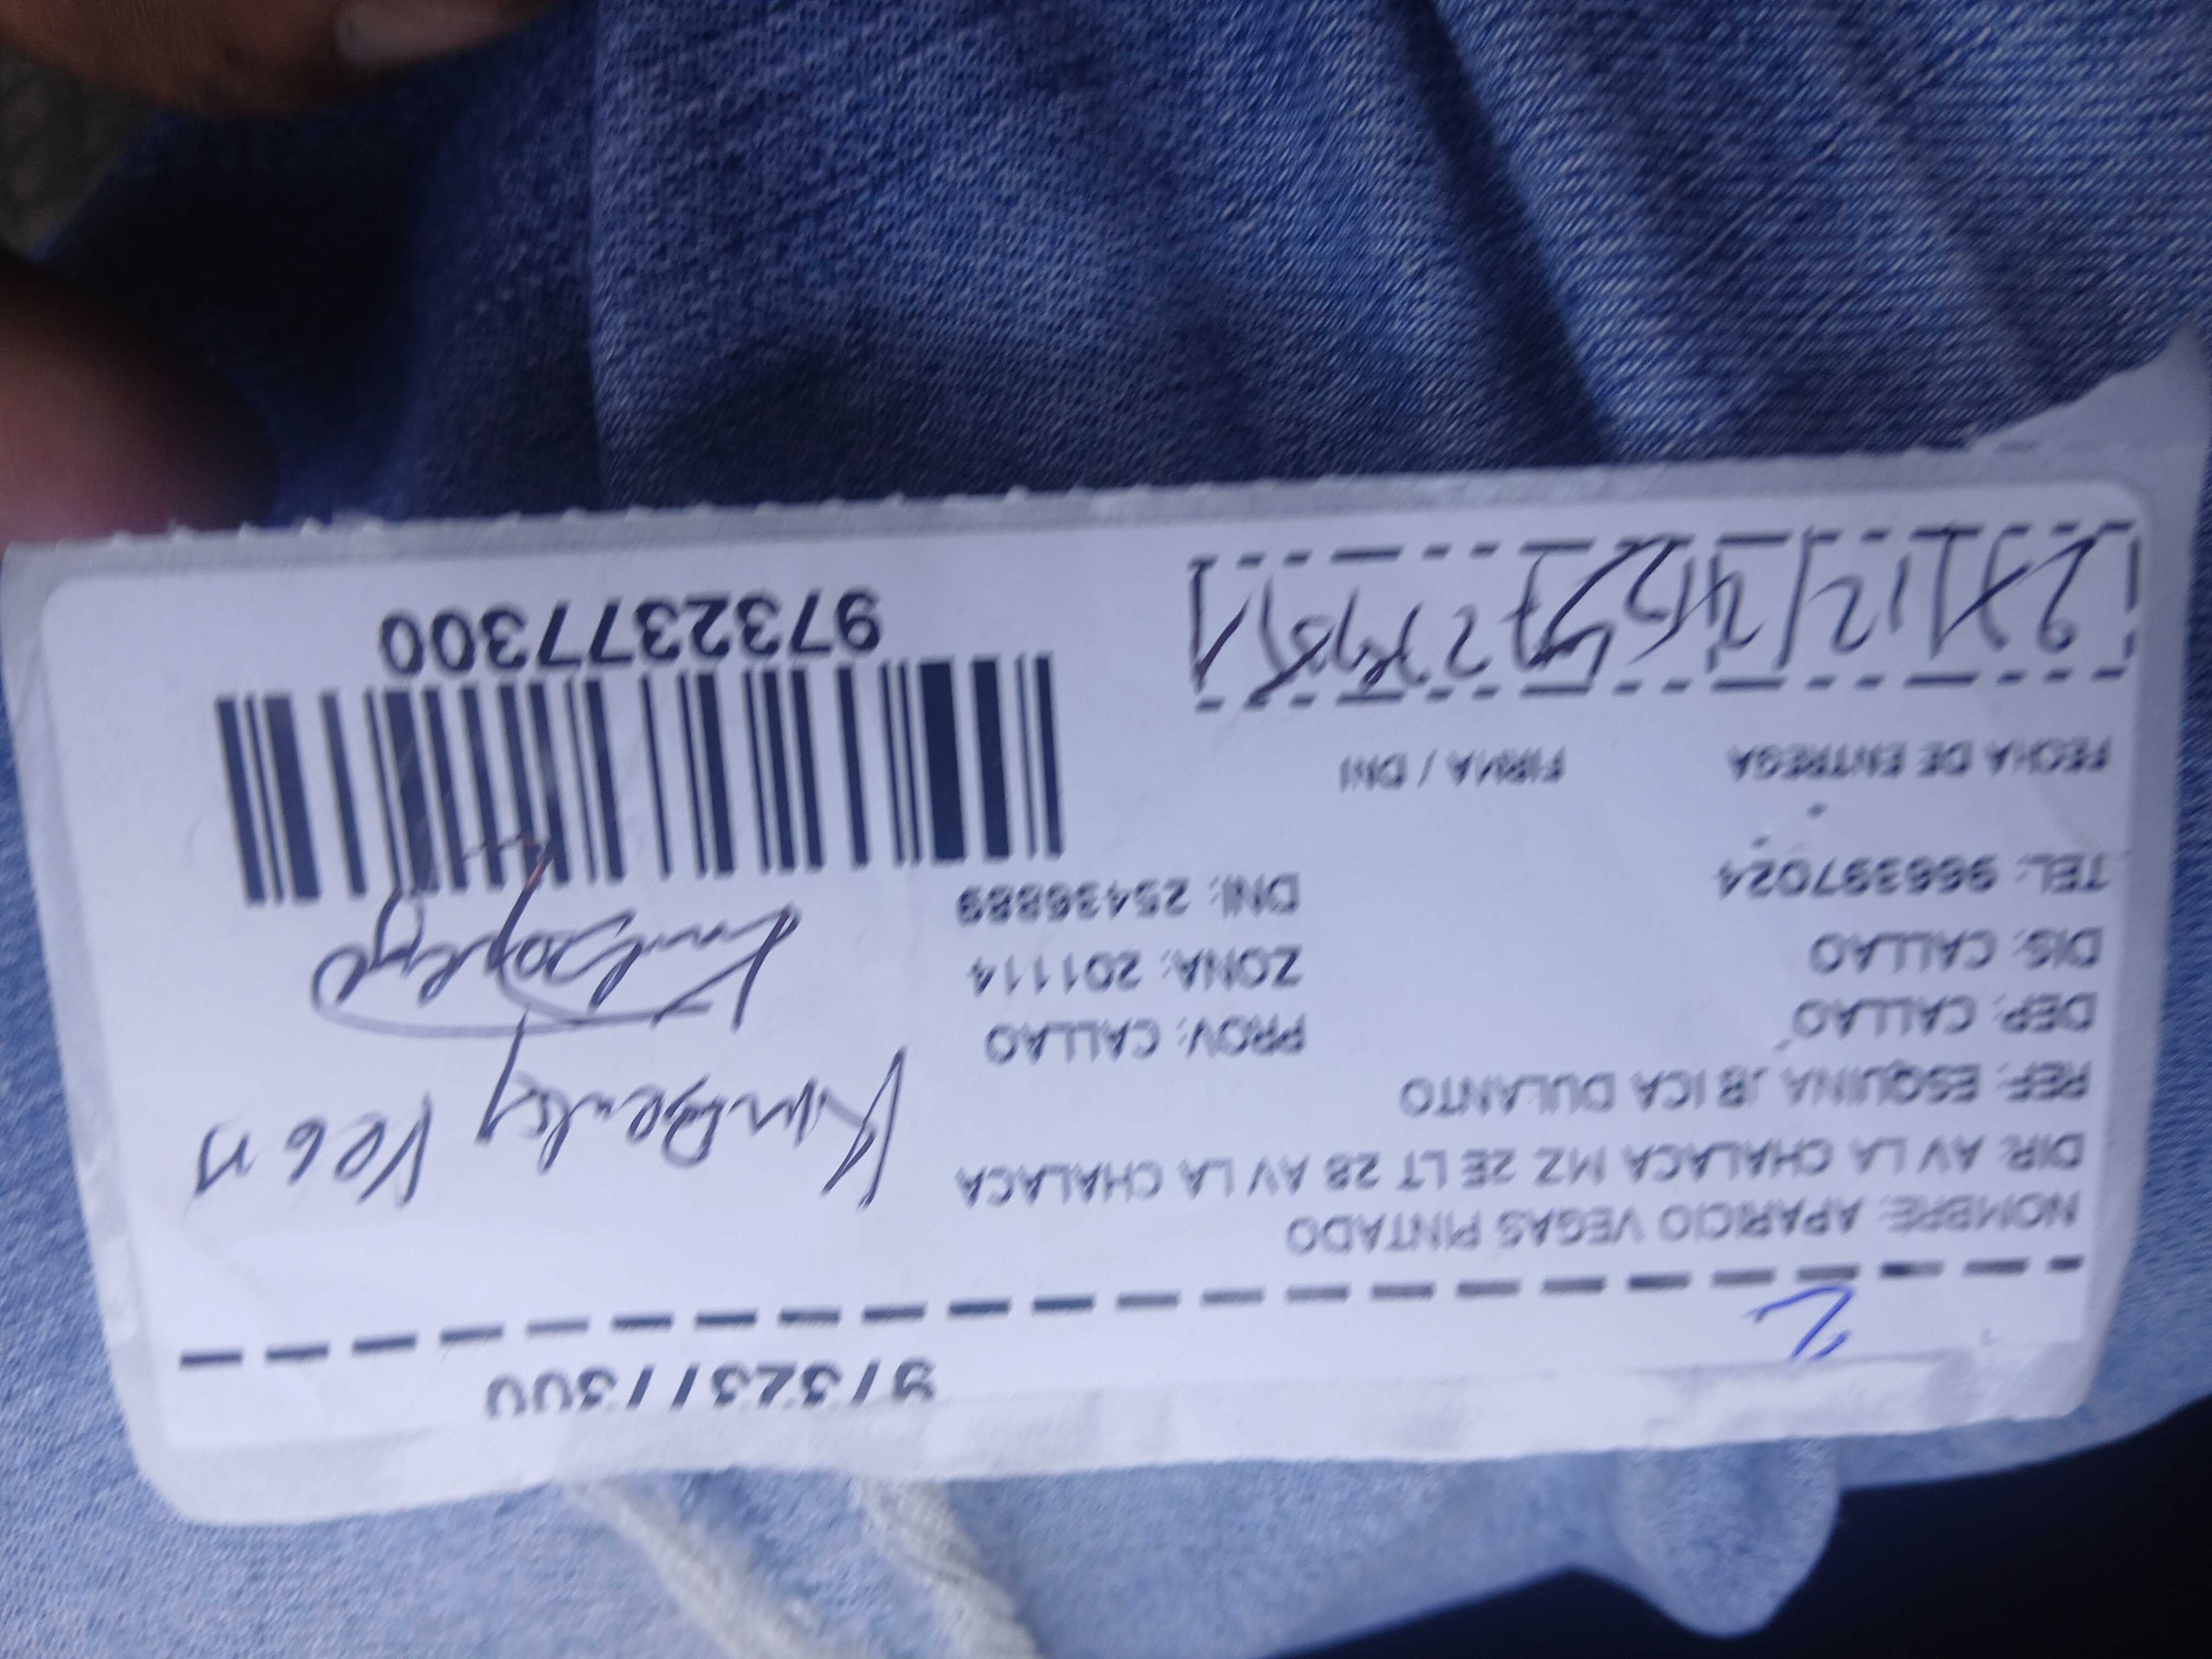 9732377300
2
NOMBRE: APARICIO VEGAS PINTADO
DIR: AV LA CHALACA MZ 2E LT 28 AV LA CHALACA
REF: ESQUINA JB ICA DULANTO
DEP: CALLAO PROV: CALLAO
DIS: CALLAO ZONA: 201114
TEL: 966397024 DNI: 25436889
FECHA DE ENTREGA FIRMA / DNI
9732377300